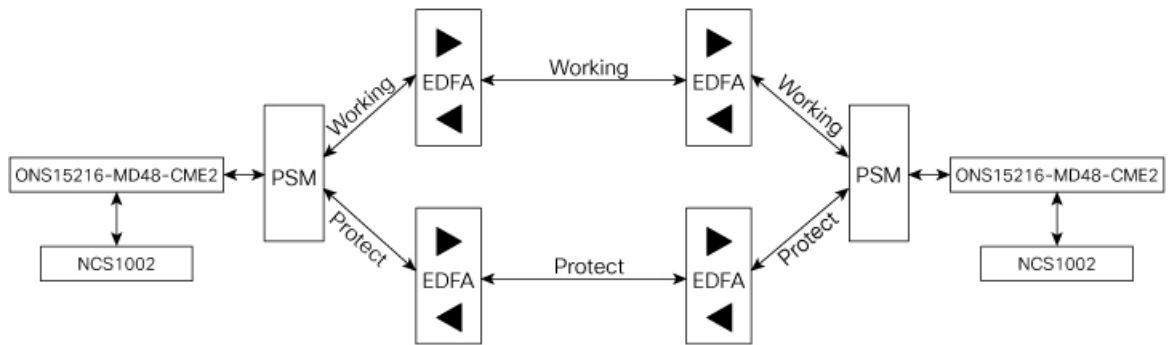 EDFA
Working
EDFA
Working
Working
ONS15216-MD48-CME2
PSM
PSM
ONS15216-MD48-CME2
Protect
Protect
NCS1002
EDFA
Protect
EDFA
NCS1002